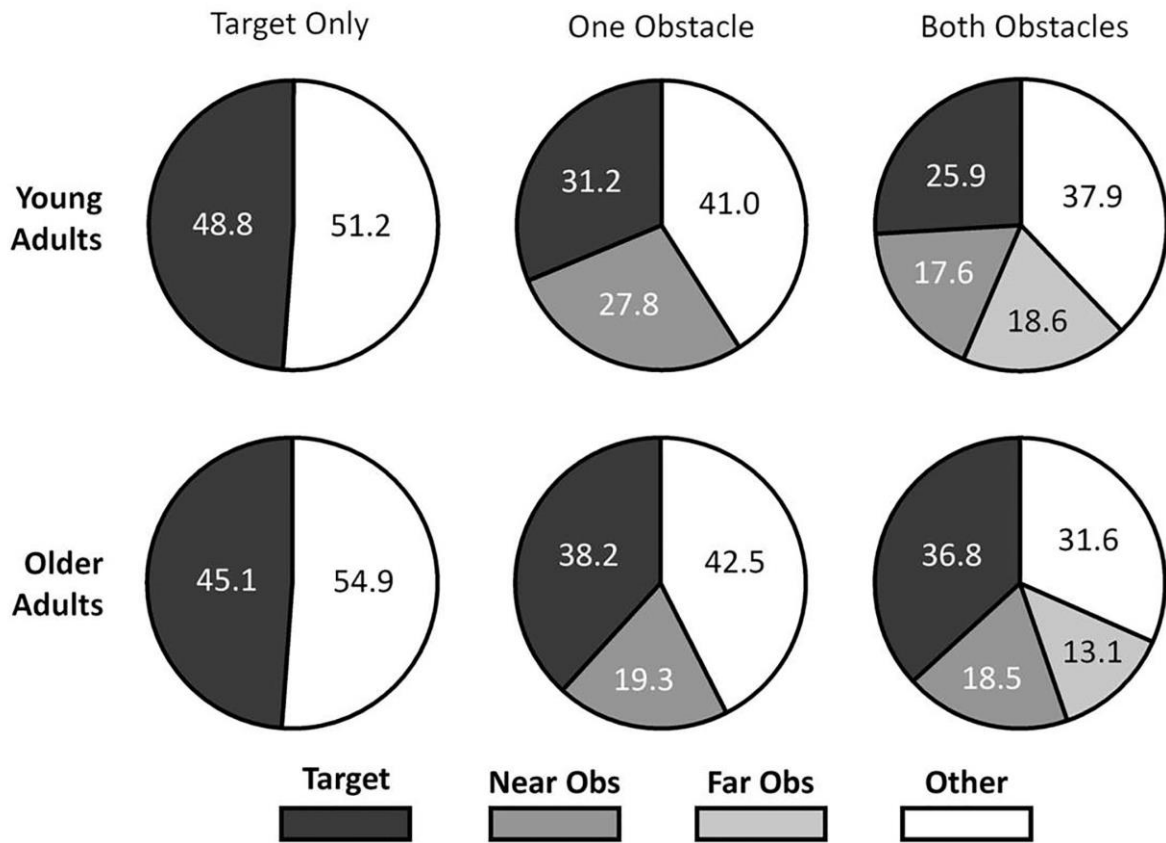 Target Only One Obstacle Both Obstacles
Young
Adults
48.8 51.2
31.2 41.0
27.8
25.9 37.9
17.6 18.6
Older
Adults
45.1 54.9
38.2 42.5
19.3
36.8 31.6
18.5 13.1
Target Near Obs Far Obs Other